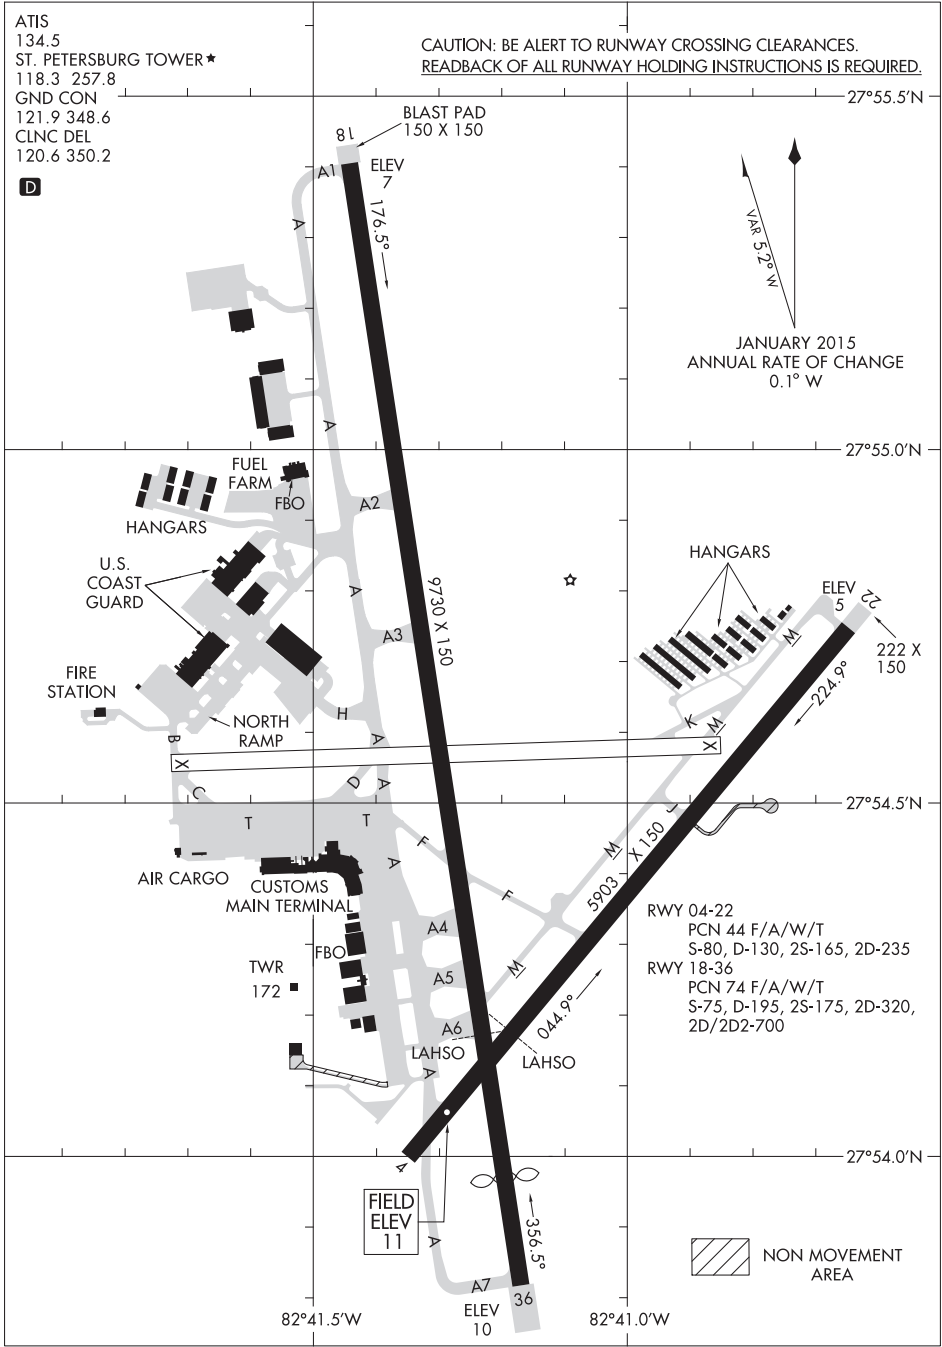 ATIS
134.5
ST. PETERSBURG TOWER★
118.3 257.8
GND CON
121.9 348.6
CLNC DEL
120.6 350.2
D
CAUTION: BE ALERT TO RUNWAY CROSSING CLEARANCES.
READBACK OF ALL RUNWAY HOLDING INSTRUCTIONS IS REQUIRED.
27°55.5'N
BLAST PAD
150 X 150
18
A1
ELEV
7
176.5°
A
VAR 5.2° W
JANUARY 2015
ANNUAL RATE OF CHANGE
0.1° W
A
27°55.0'N
FUEL
FARM
FBO
A2
HANGARS
U.S.
COAST
GUARD
HANGARS
ELEV
5
22
222 X
150
A
9730 X 150
A3
M
224.9°
FIRE
STATION
NORTH
RAMP
H
K
M
B
A
X
X
C
D
A
27°54.5'N
T
T
A
F
J
M
AIR CARGO
CUSTOMS
MAIN TERMINAL
F
5903 X 150
RWY 04-22
PCN 44 F/A/W/T
S-80, D-130, 2S-165, 2D-235
RWY 18-36
PCN 74 F/A/W/T
S-75, D-195, 2S-175, 2D-320,
2D/2D2-700
A4
FBO
TWR
172
A5
M
044.9°
A6
LAHSO
LAHSO
A
4
27°54.0'N
FIELD
ELEV
11
A
356.5°
A7
36
ELEV
10
NON MOVEMENT
AREA
82°41.5'W
82°41.0'W